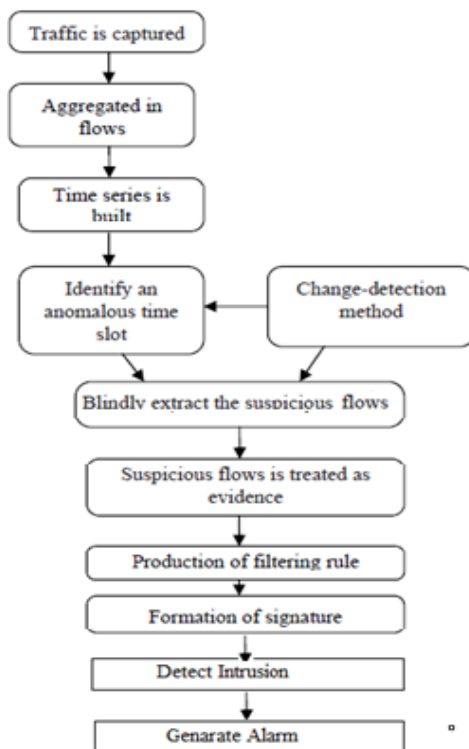 Traffic is captured
Aggregated in
flows
Time series is
built
Identify an
anomalous time
slot
Change-detection
method
Blindly extract the suspicious flows
Suspicious flows is treated as
evidence
Production of filtering rule
Formation of signature
Detect Intrusion
Genarate Alarm